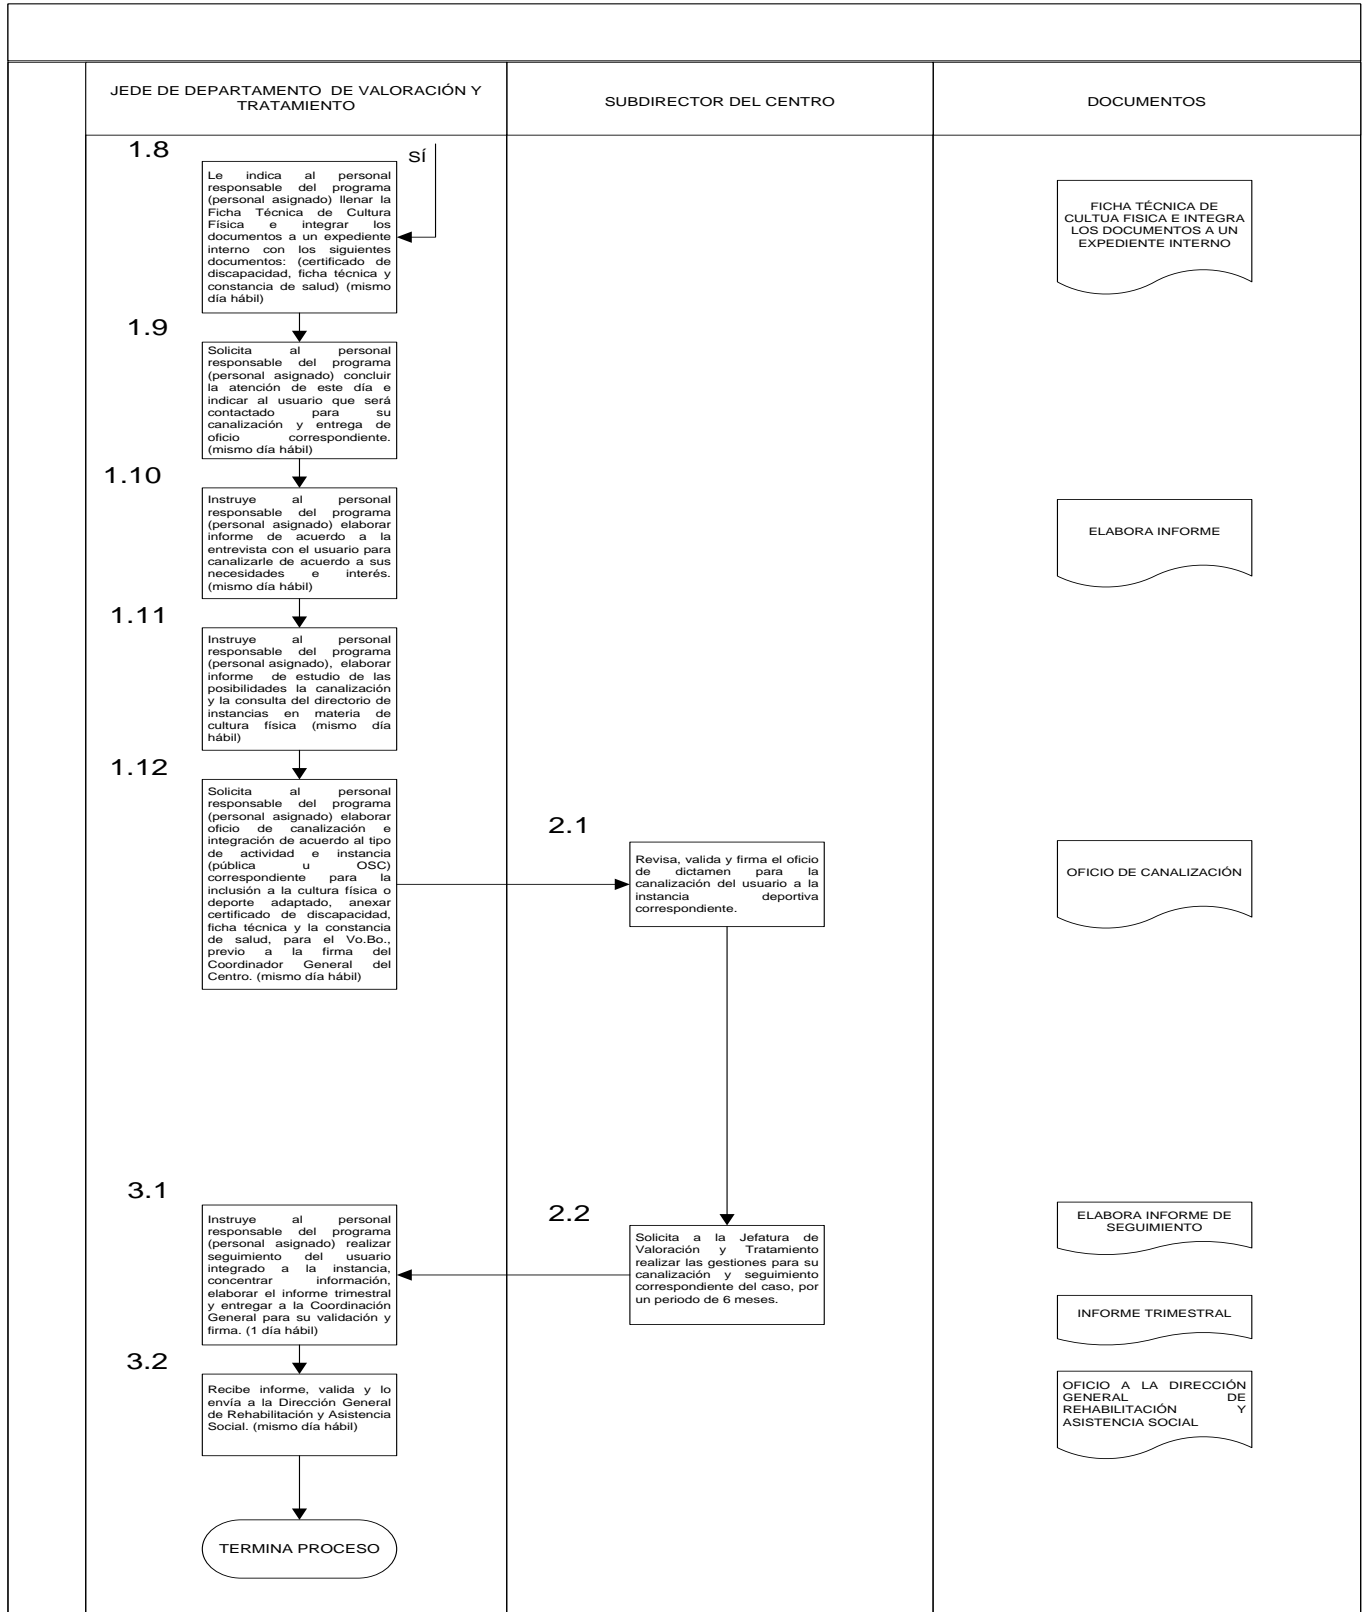 JEDE DE DEPARTAMENTO DE VALORACIÓN Y
TRATAMIENTO
SUBDIRECTOR DEL CENTRO
DOCUMENTOS
1.8
SÍ
Le indica al personal
responsable del programa
(personal asignado) llenar la
Ficha Técnica de Cultura
Física e integrar los
documentos a un expediente
interno con los siguientes
documentos: (certificado de
discapacidad, ficha técnica y
constancia de salud) (mismo
día hábil)
FICHA TÉCNICA DE
CULTUA FISICA E INTEGRA
LOS DOCUMENTOS A UN
EXPEDIENTE INTERNO
1.9
Solicita al personal
responsable del programa
(personal asignado) concluir
la atención de este día e
indicar al usuario que será
contactado para su
canalización y entrega de
oficio correspondiente.
(mismo día hábil)
1.10
Instruye al personal
responsable del programa
(personal asignado) elaborar
informe de acuerdo a la
entrevista con el usuario para
canalizarle de acuerdo a sus
necesidades e interés.
(mismo día hábil)
ELABORA INFORME
1.11
Instruye al personal
responsable del programa
(personal asignado), elaborar
informe de estudio de las
posibilidades la canalización
y la consulta del directorio de
instancias en materia de
cultura física (mismo día
hábil)
1.12
Solicita al personal
responsable del programa
(personal asignado) elaborar
oficio de canalización e
integración de acuerdo al tipo
de actividad e instancia
(pública u OSC)
correspondiente para la
inclusión a la cultura física o
deporte adaptado, anexar
certificado de discapacidad,
ficha técnica y la constancia
de salud, para el Vo.Bo.,
previo a la firma del
Coordinador General del
Centro. (mismo día hábil)
2.1
Revisa, valida y firma el oficio
de dictamen para la
canalización del usuario a la
instancia deportiva
correspondiente.
OFICIO DE CANALIZACIÓN
3.1
Instruye al personal
responsable del programa
(personal asignado) realizar
seguimiento del usuario
integrado a la instancia,
concentrar información,
elaborar el informe trimestral
y entregar a la Coordinación
General para su validación y
firma. (1 día hábil)
2.2
Solicita a la Jefatura de
Valoración y Tratamiento
realizar las gestiones para su
canalización y seguimiento
correspondiente del caso, por
un periodo de 6 meses.
ELABORA INFORME DE
SEGUIMIENTO
INFORME TRIMESTRAL
3.2
Recibe informe, valida y lo
envía a la Dirección General
de Rehabilitación y Asistencia
Social. (mismo día hábil)
OFICIO A LA DIRECCIÓN
GENERAL DE
REHABILITACIÓN Y
ASISTENCIA SOCIAL
TERMINA PROCESO